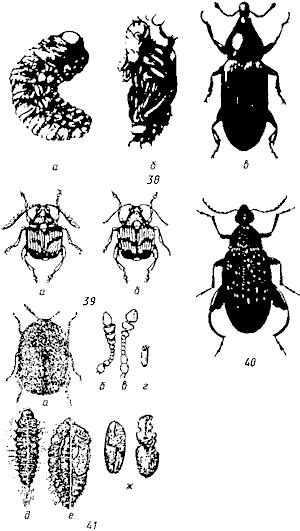 а б в
38
а б
39
40
а б в г
д е ж
41